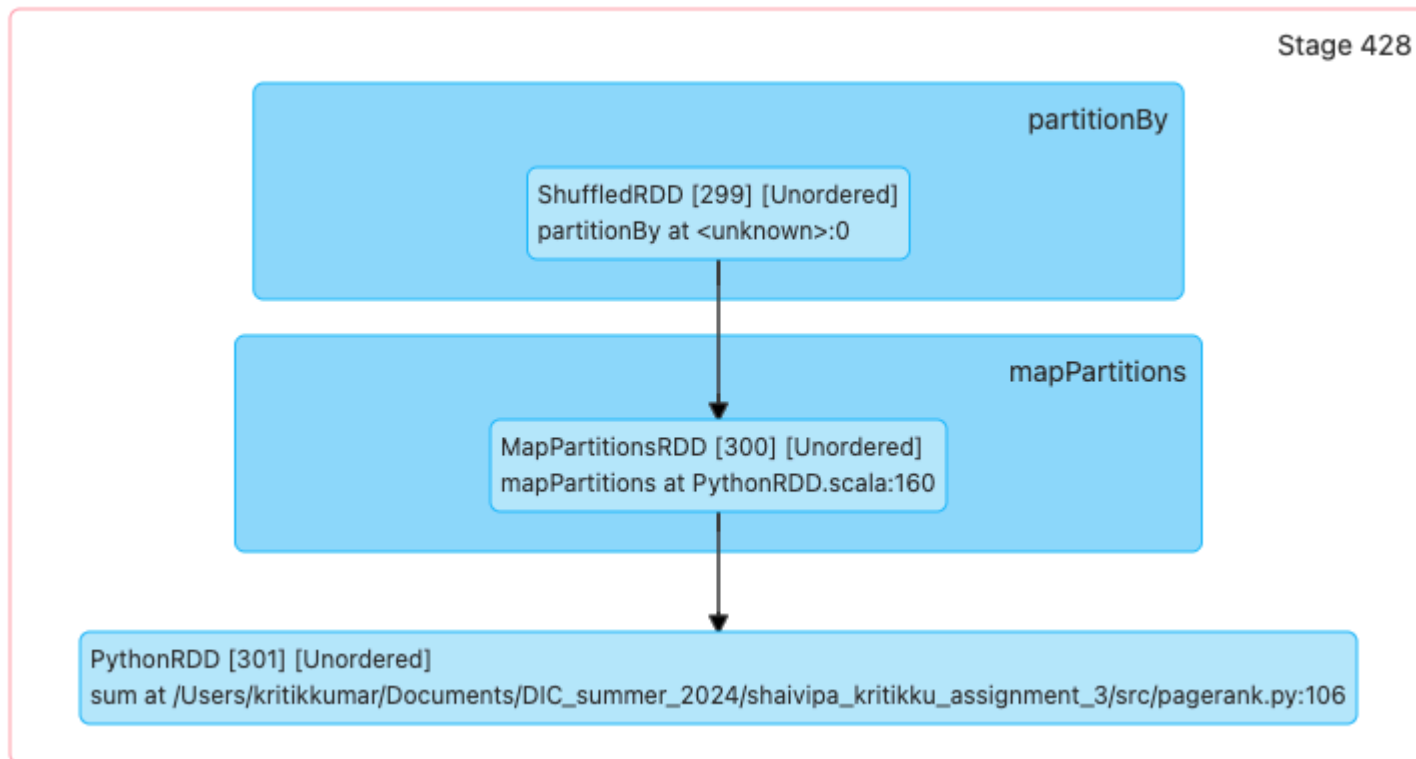 Stage 428
partitionBy
ShuffledRDD [299] [Unordered]
partitionBy at <unknown>:0
mapPartitions
MapPartitionsRDD [300] [Unordered]
mapPartitions at PythonRDD.scala:160
PythonRDD [301] [Unordered]
sum at /Users/kritikkumar/Documents/DIC_summer_2024/shaivipa_kritikku_assignment_3/src/pagerank.py:106